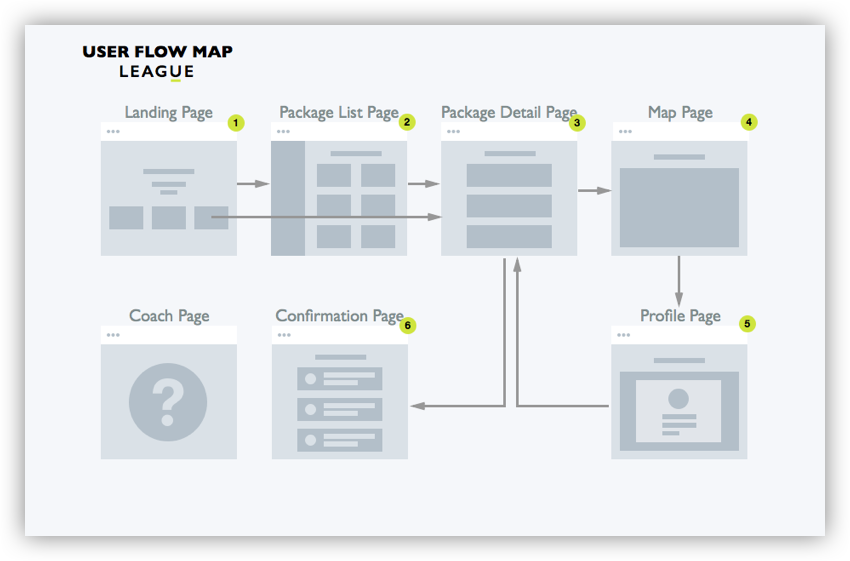 USER FLOW MAP
LEAGUE
Landing Page
1
Package List Page
2
Package Detail Page
3
Map Page
4
Coach Page
?
Confirmation Page
6
Profile Page
5